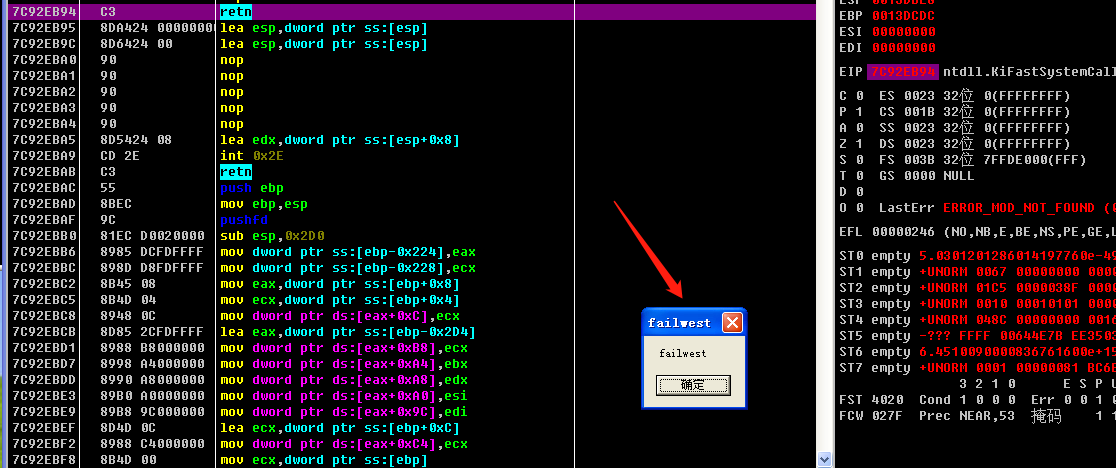 7C92EB94 C3 retn
7C92EB95 8DA424 0000000 lea esp,dword ptr ss:[esp]
7C92EB9C 8D6424 00 lea esp,dword ptr ss:[esp]
7C92EBA0 90 nop
7C92EBA1 90 nop
7C92EBA2 90 nop
7C92EBA3 90 nop
7C92EBA4 90 nop
7C92EBA5 8D5424 08 lea edx,dword ptr ss:[esp+0x8]
7C92EBA9 CD 2E int 0x2E
7C92EBAB C3 retn
7C92EBAC 55 push ebp
7C92EBAD 8BEC mov ebp,esp
7C92EBAF 9C pushfd
7C92EBB0 81EC D0020000 sub esp,0x2D0
7C92EBB6 8985 DCFDFFFF mov dword ptr ss:[ebp-0x224],eax
7C92EBBC 898D D8FDFFFF mov dword ptr ss:[ebp-0x228],ecx
7C92EBC2 8B45 08 mov eax,dword ptr ss:[ebp+0x8]
7C92EBC5 8B4D 04 mov ecx,dword ptr ss:[ebp+0x4]
7C92EBC8 8948 0C mov dword ptr ds:[eax+0xC],ecx
7C92EBCB 8D85 2CFDFFFF lea eax,dword ptr ss:[ebp-0x2D4]
7C92EBD1 8988 B8000000 mov dword ptr ds:[eax+0xB8],ecx
7C92EBD7 8998 A4000000 mov dword ptr ds:[eax+0xA4],ebx
7C92EBDD 8990 A8000000 mov dword ptr ds:[eax+0xA8],edx
7C92EBE3 89B0 A0000000 mov dword ptr ds:[eax+0xA0],esi
7C92EBE9 89B8 9C000000 mov dword ptr ds:[eax+0x9C],edi
7C92EBEF 8D4D 0C lea ecx,dword ptr ss:[ebp+0xC]
7C92EBF2 8988 C4000000 mov dword ptr ds:[eax+0xC4],ecx
7C92EBF8 8B4D 00 mov ecx,dword ptr ss:[ebp]
failwest
failwest
确定
EBP 0013DCDC
ESI 00000000
EDI 00000000
EIP 7C92EB94 ntdll.KiFastSystemCall
C 0 ES 0023 32位 0(FFFFFFFF)
P 1 CS 001B 32位 0(FFFFFFFF)
A 0 SS 0023 32位 0(FFFFFFFF)
Z 1 DS 0023 32位 0(FFFFFFFF)
S 0 FS 003B 32位 7FFDE000(FFF)
T 0 GS 0000 NULL
D 0
O 0 LastErr ERROR_MOD_NOT_FOUND (
EFL 00000246 (NO,NB,E,BE,NS,PE,GE,L
ST0 empty 5.0301201286014197760e-49
ST1 empty +UNORM 0067 00000000 0000
ST2 empty +UNORM 01C5 0000038F 0000
ST3 empty +UNORM 0010 00010101 0000
ST4 empty +UNORM 048C 00000000 0016
ST5 empty -??? FFFF 00644E7B EE3503
ST6 empty 6.4510090000836761600e+15
ST7 empty +UNORM 0001 00000081 BC6E
3 2 1 0 E S P U
FST 4020 Cond 1 0 0 0 Err 0 0 1 0
FCW 027F Prec NEAR,53 掩码 1 1